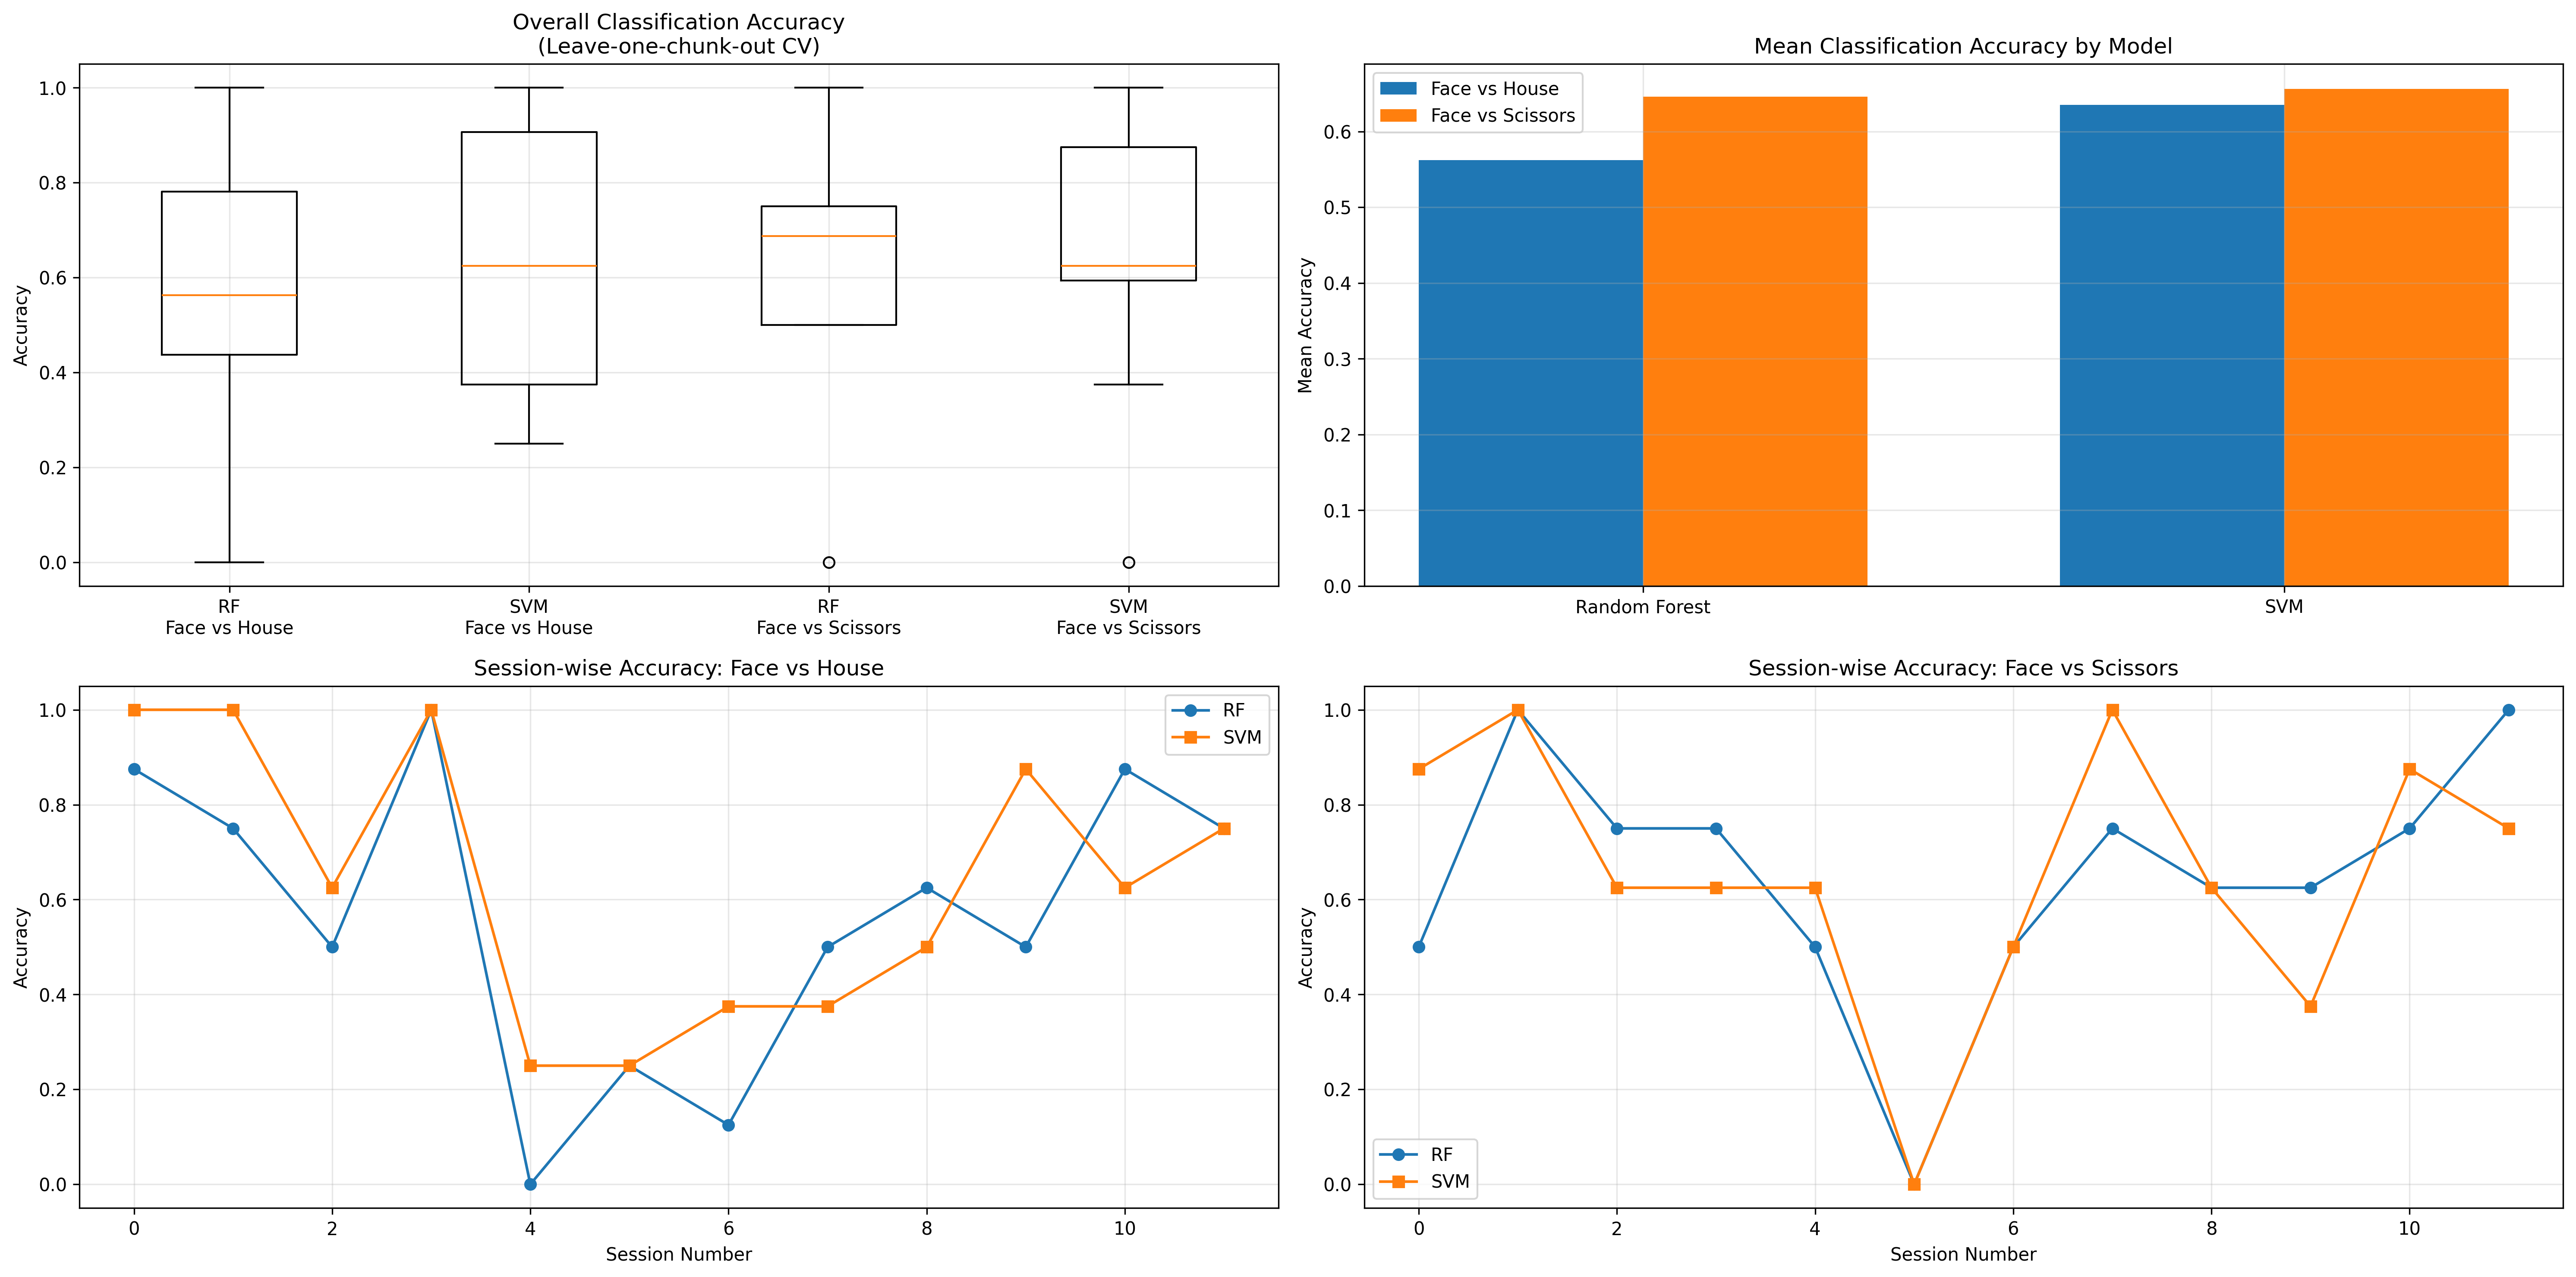 Overall Classification Accuracy
(Leave-one-chunk-out CV)
Accuracy
1.0
0.8
0.6
0.4
0.2
0.0
RF
Face vs House
SVM
Face vs House
RF
Face vs Scissors
SVM
Face vs Scissors
Mean Classification Accuracy by Model
Face vs House
Face vs Scissors
Mean Accuracy
0.6
0.5
0.4
0.3
0.2
0.1
0.0
Random Forest
SVM
Session-wise Accuracy: Face vs House
RF
SVM
Accuracy
1.0
0.8
0.6
0.4
0.2
0.0
0 2 4 6 8 10
Session Number
Session-wise Accuracy: Face vs Scissors
Accuracy
1.0
0.8
0.6
0.4
0.2
0.0
RF
SVM
0 2 4 6 8 10
Session Number